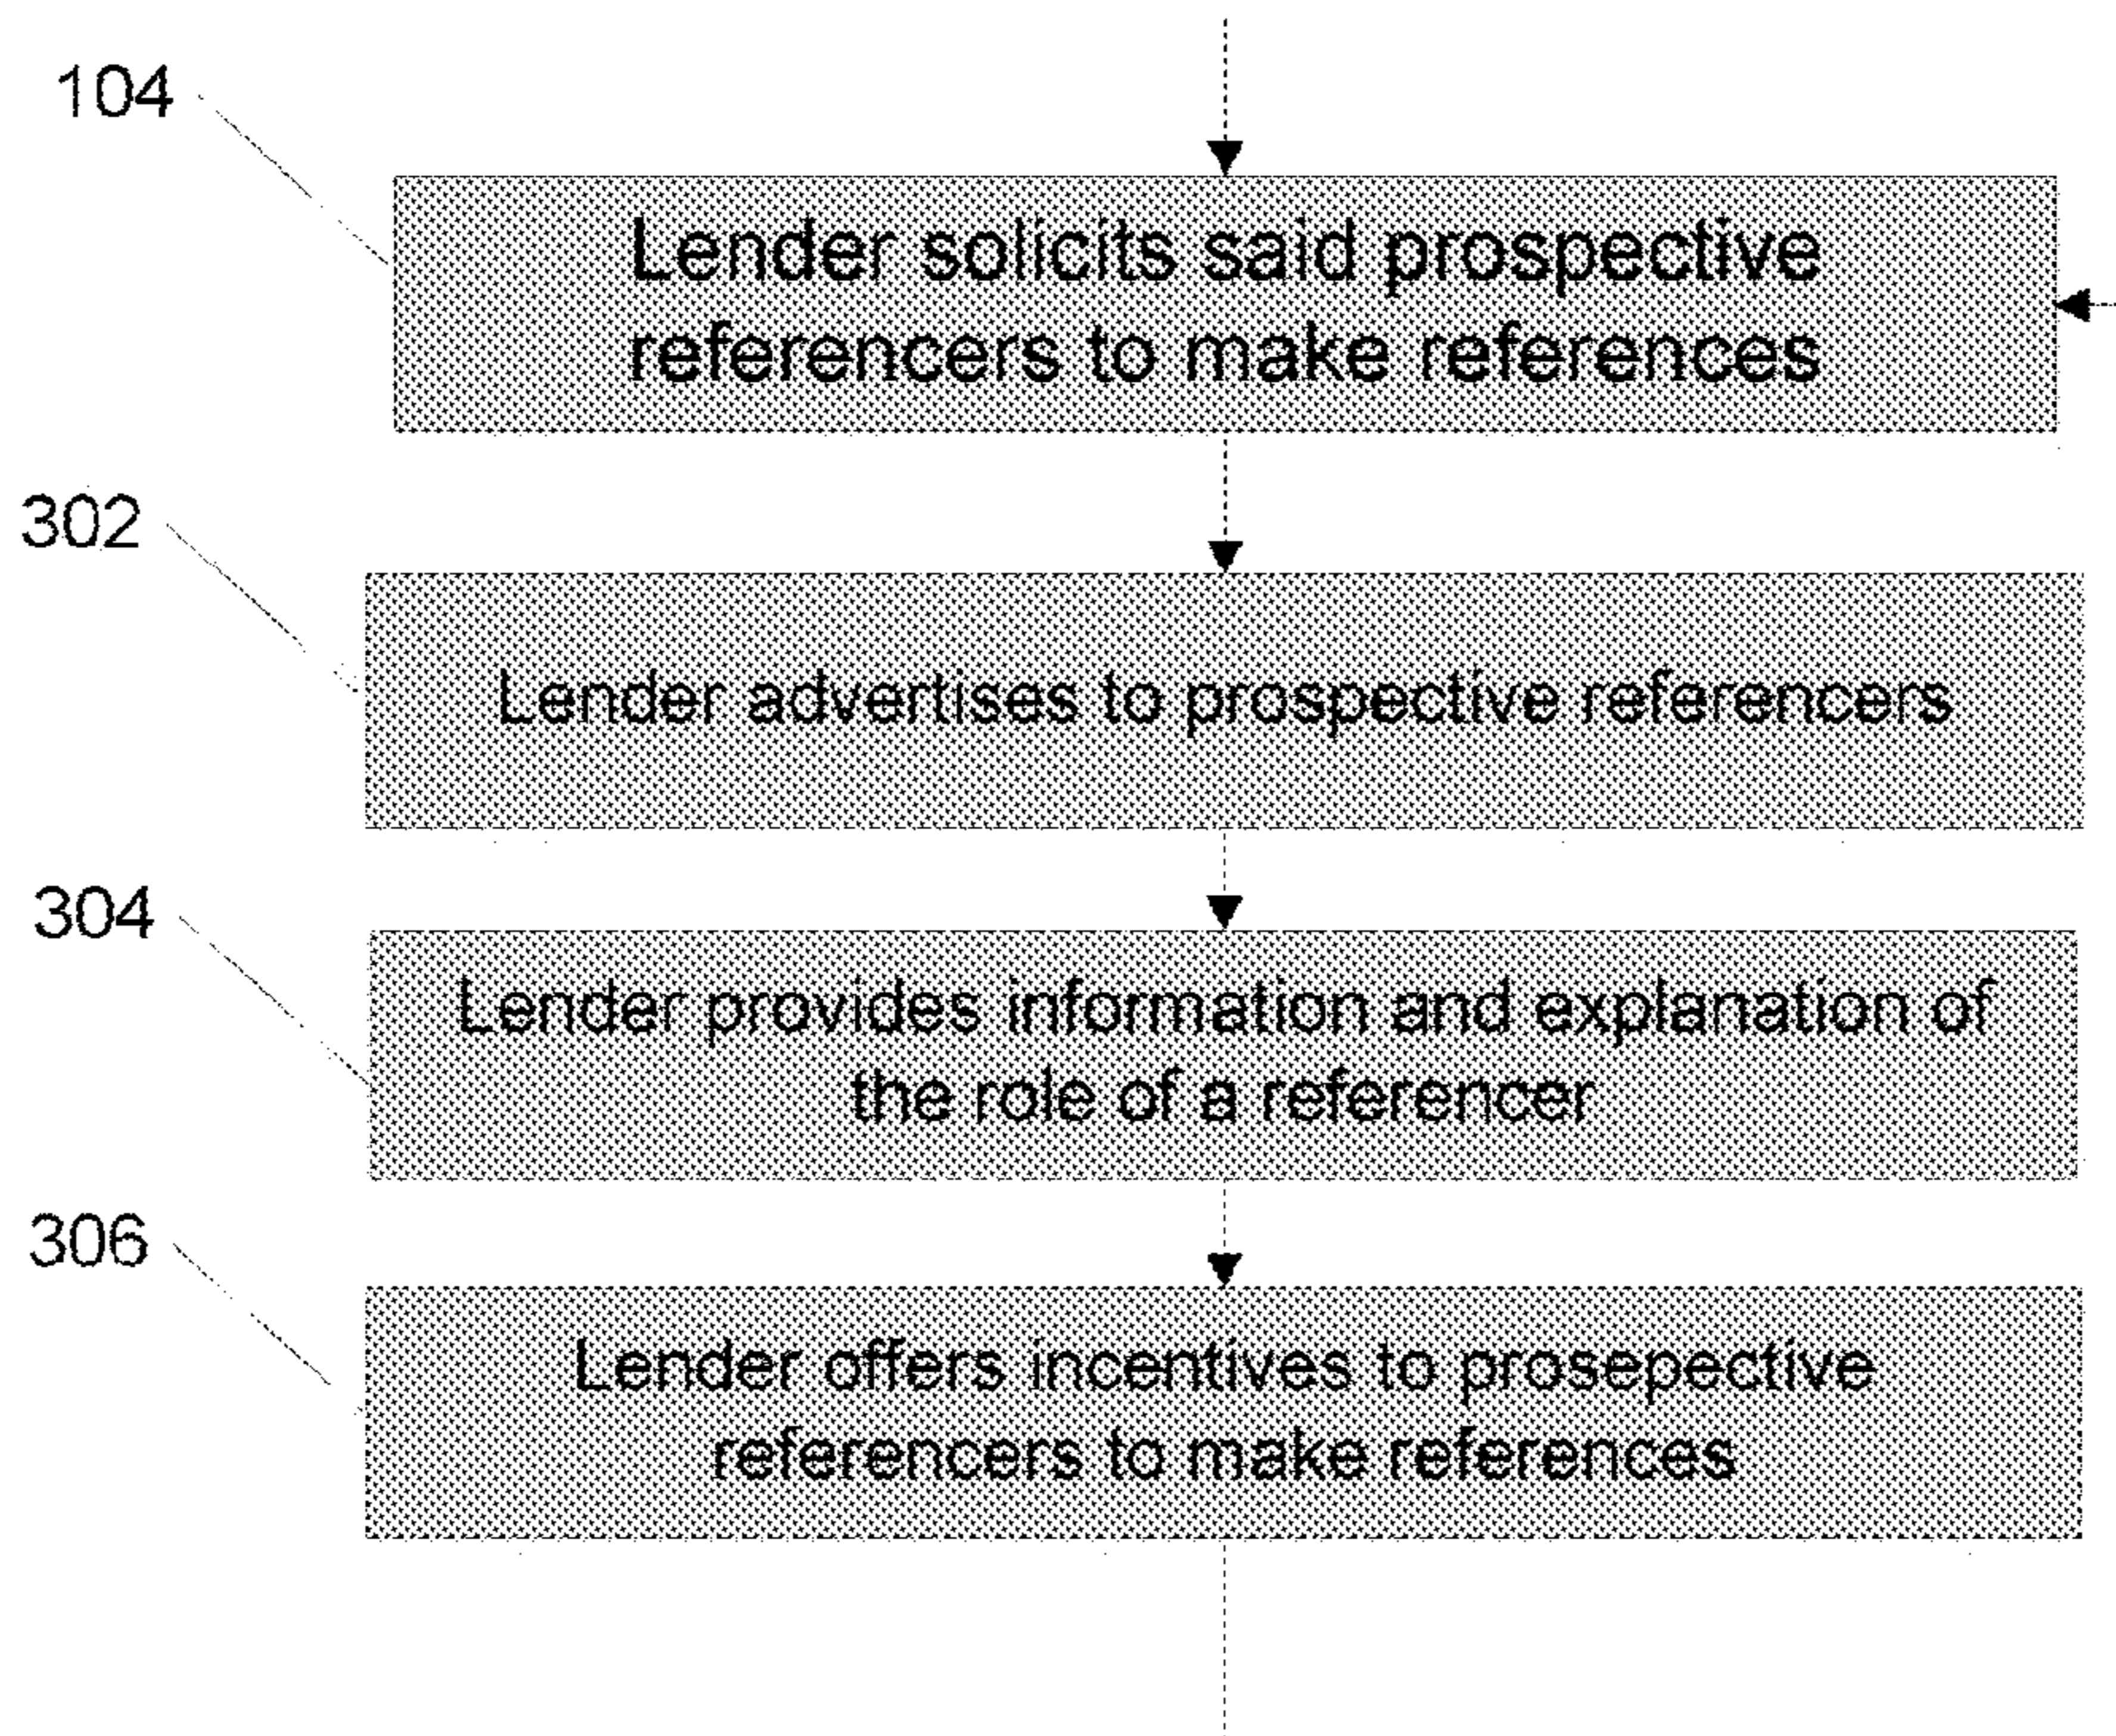 104
Lender solicits said prospective
referencers to make references
302
Lender advertises to prospective referencers
304
Lender provides information and explanation of
the role of a referencer
306
Lender offers incentives to prosepective
referencers to make references